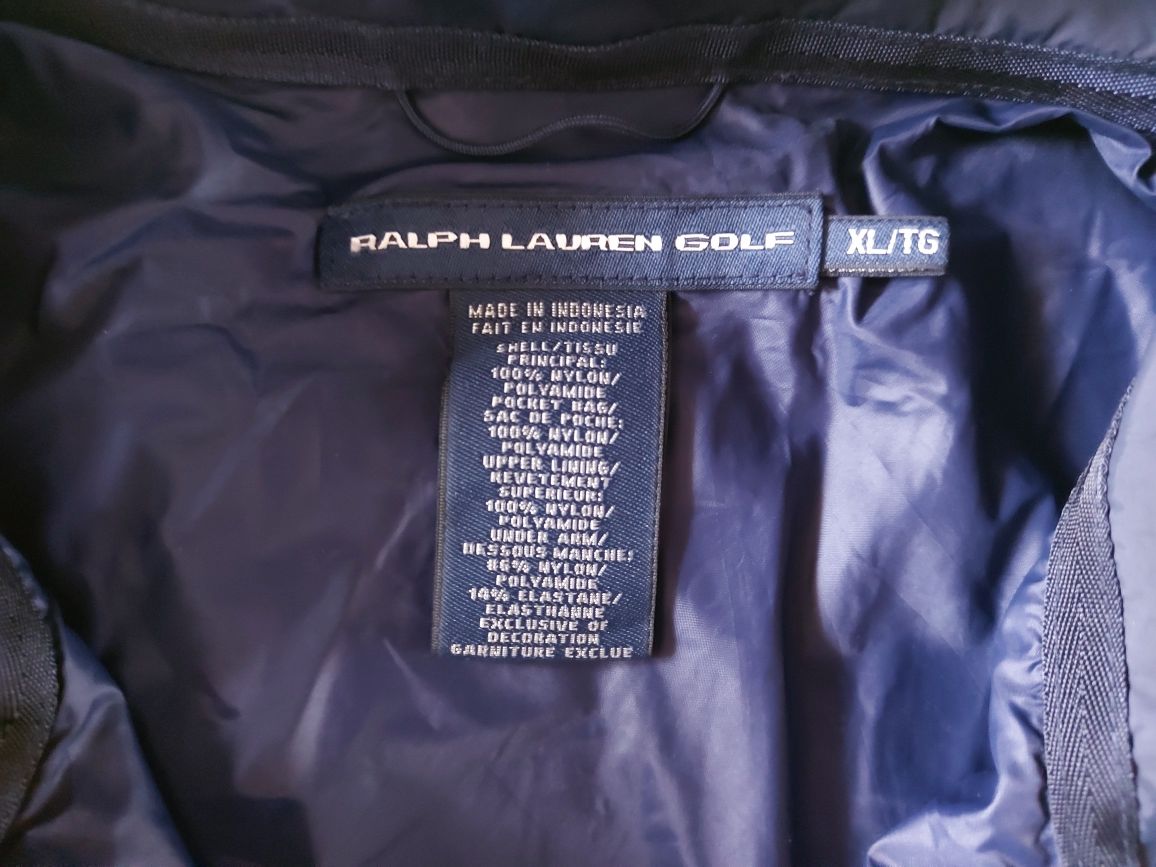 RALPH LAUREN GOLF
XL/TG
MADE IN INDONESIA
FAIT EN INDONESIE
SHELL/TISSU
PRINCIPAL:
100% NYLON/
POLYAMIDE
POCKET BAG/
SAC DE POCHE:
100% NYLON/
POLYAMIDE
UPPER LINING/
REVETEMENT
SUPERIEUR:
100% NYLON/
POLYAMIDE
UNDER ARM/
DESSOUS MANCHE:
86% NYLON/
POLYAMIDE
14% ELASTANE/
ELASTHANNE
EXCLUSIVE OF
DECORATION
GARNITURE EXCLUE